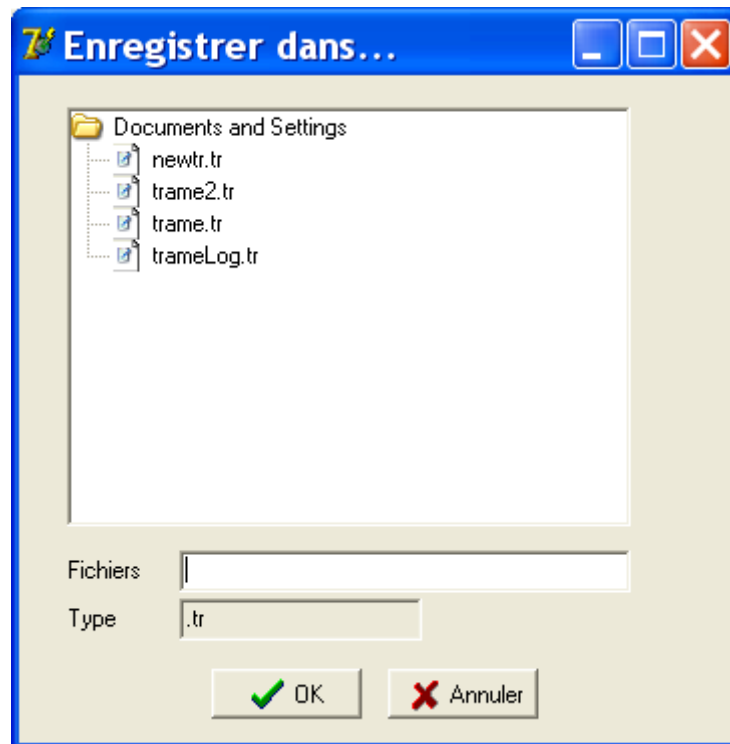 Enregistrer dans...
Documents and Settings
newtr.tr
trame2.tr
trame.tr
trameLog.tr
Fichiers
Type .tr
OK Annuler